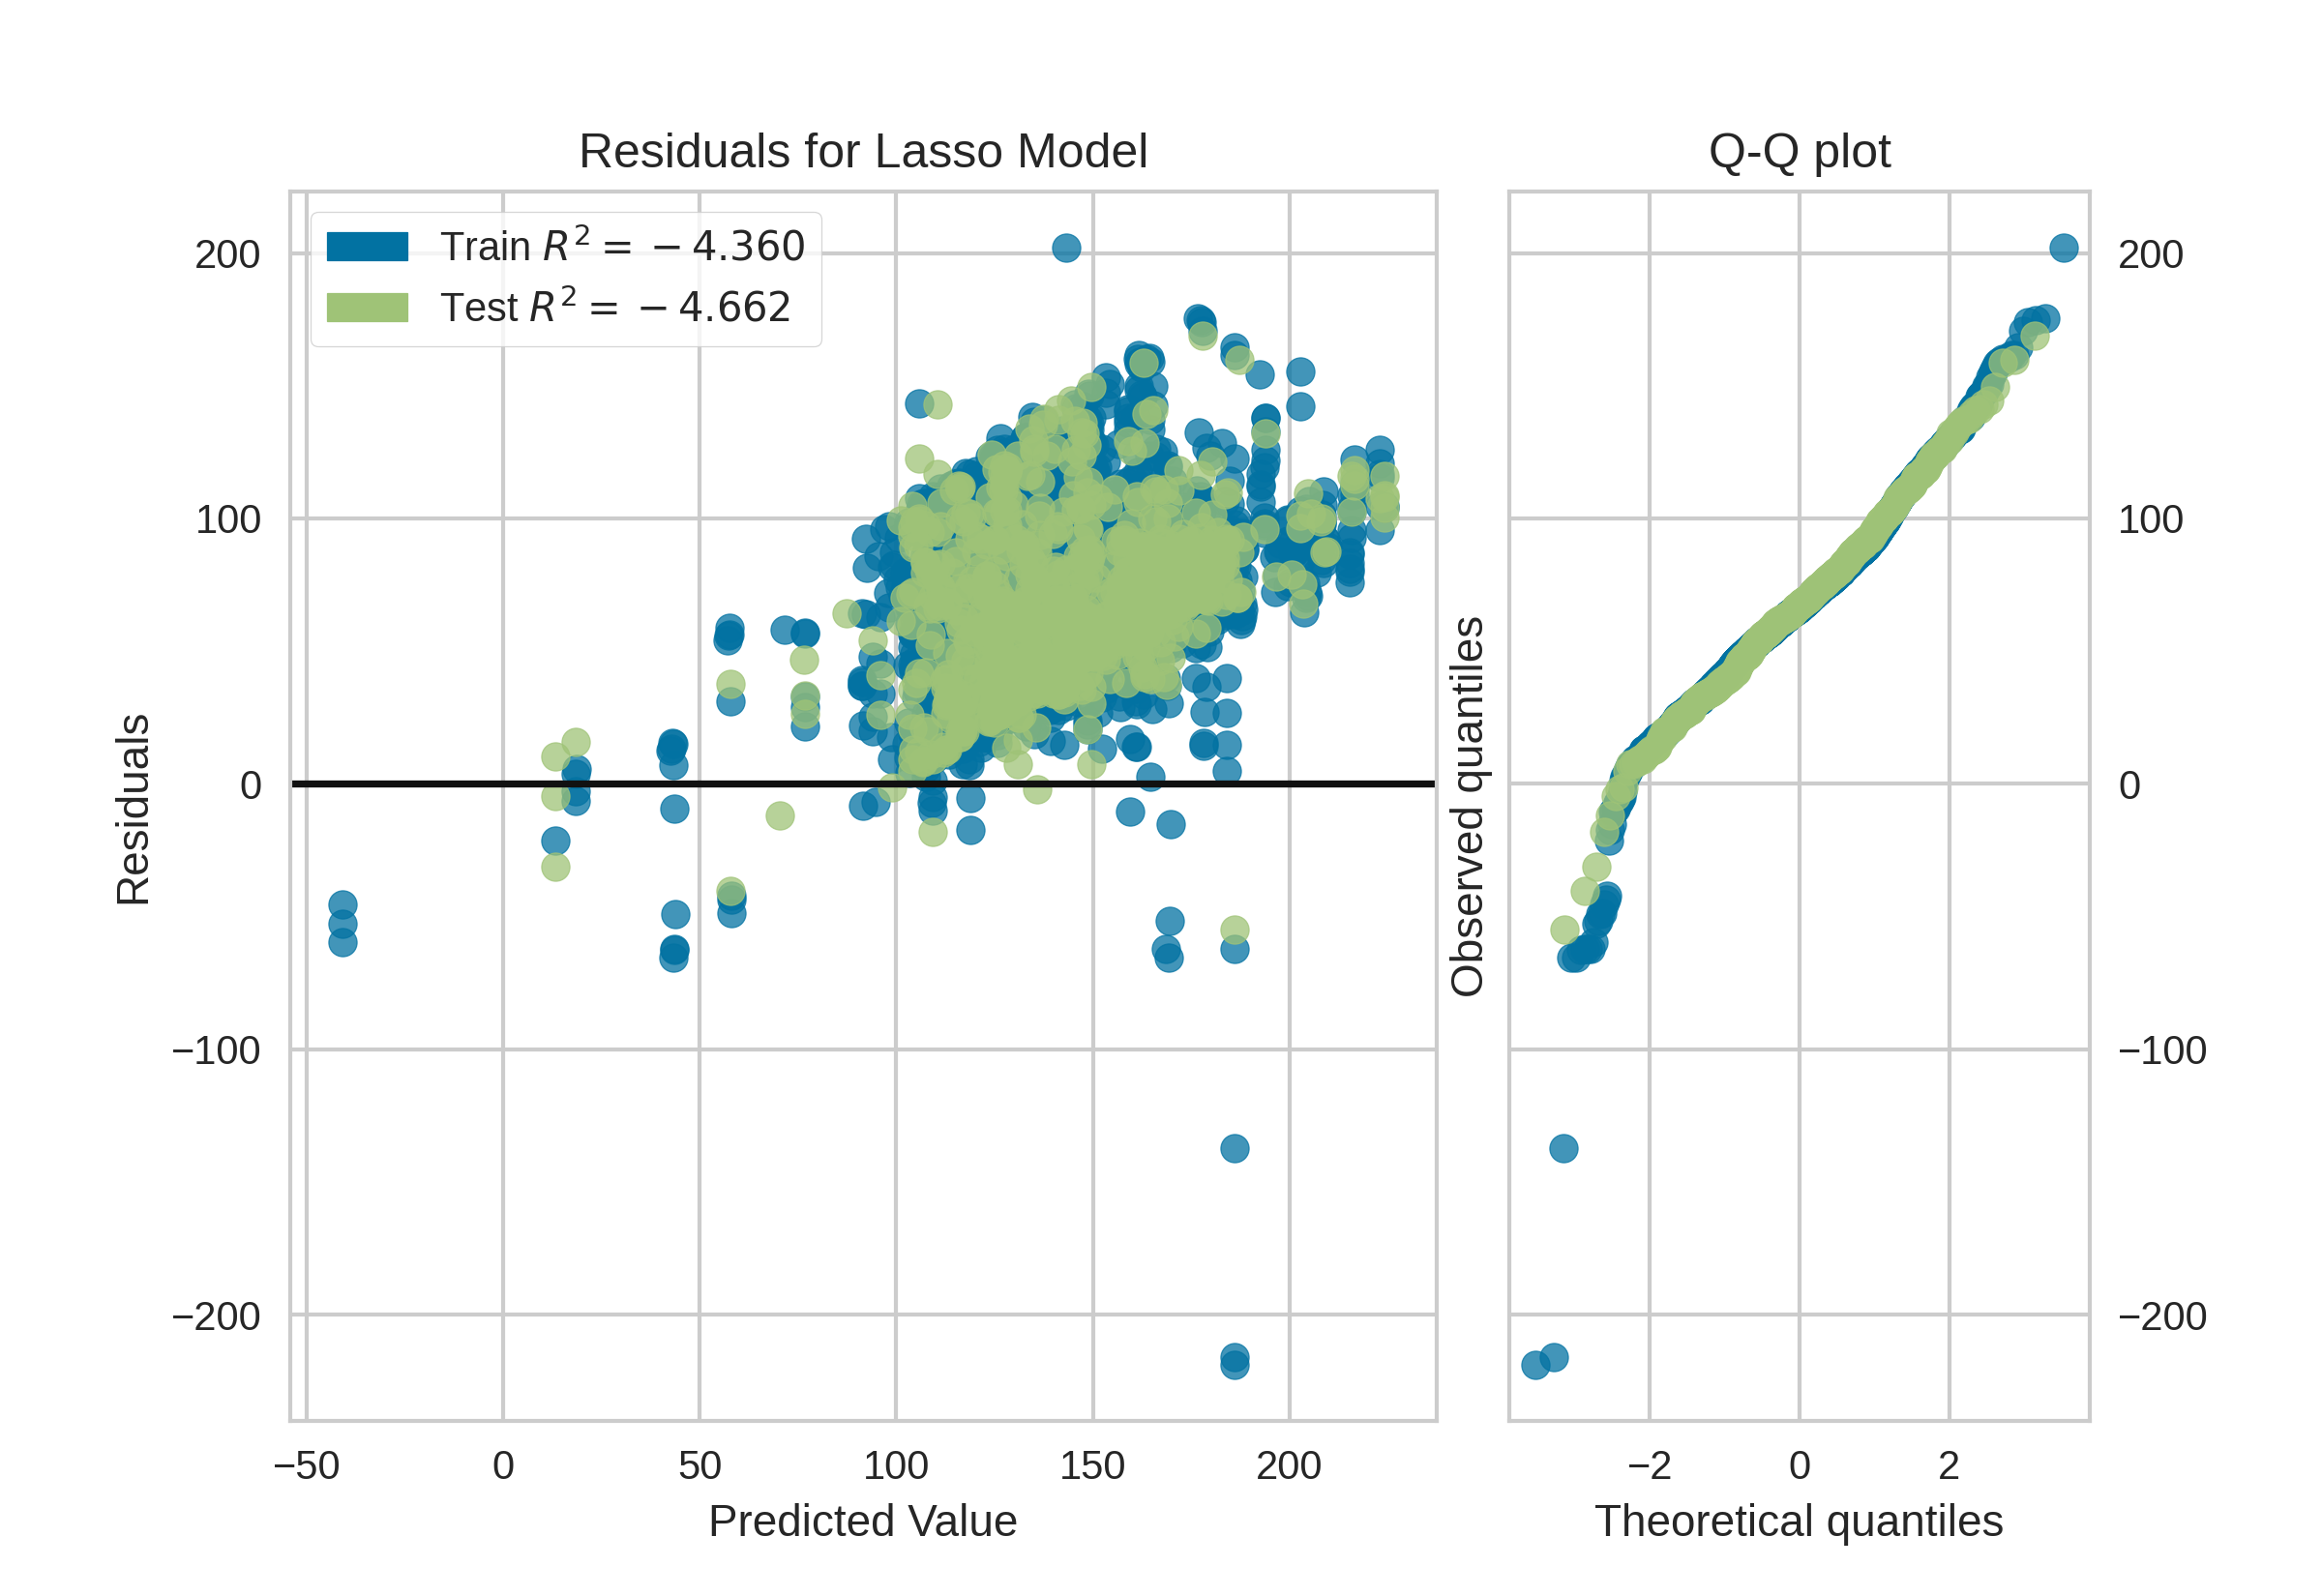 Residuals for Lasso Model
Train R² = −4.360
Test R² = −4.662
200
100
0
−100
−200
Residuals
−50 0 50 100 150 200
Predicted Value
Q-Q plot
Observed quantiles
200
100
0
−100
−200
−2 0 2
Theoretical quantiles